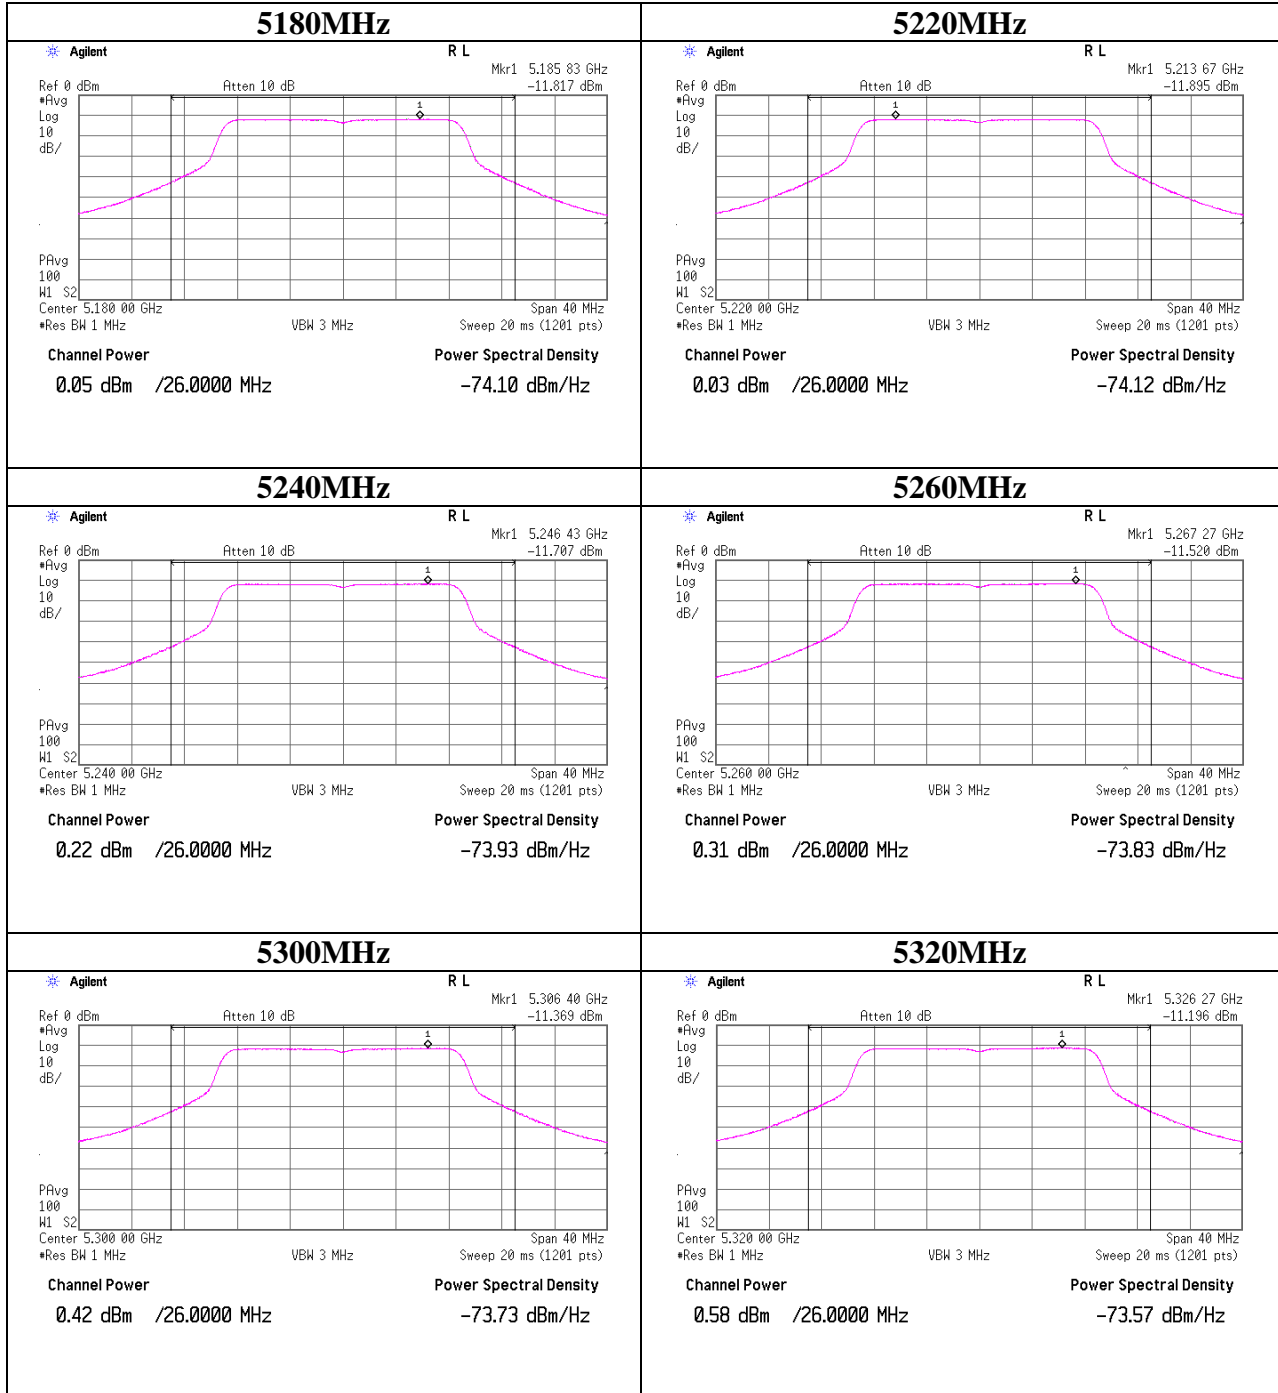 5180MHz
Agilent R L
Mkr1 5.185 83 GHz
Ref 0 dBm Atten 10 dB -11.817 dBm
#Avg
Log
10
dB/
1
PAvg
100
W1 S2
Center 5.180 00 GHz Span 40 MHz
#Res BW 1 MHz VBW 3 MHz Sweep 20 ms (1201 pts)
Channel Power Power Spectral Density
0.05 dBm /26.0000 MHz -74.10 dBm/Hz
5220MHz
Agilent R L
Mkr1 5.213 67 GHz
Ref 0 dBm Atten 10 dB -11.895 dBm
#Avg
Log
10
dB/
1
PAvg
100
W1 S2
Center 5.220 00 GHz Span 40 MHz
#Res BW 1 MHz VBW 3 MHz Sweep 20 ms (1201 pts)
Channel Power Power Spectral Density
0.03 dBm /26.0000 MHz -74.12 dBm/Hz
5240MHz
Agilent R L
Mkr1 5.246 43 GHz
Ref 0 dBm Atten 10 dB -11.707 dBm
#Avg
Log
10
dB/
1
PAvg
100
W1 S2
Center 5.240 00 GHz Span 40 MHz
#Res BW 1 MHz VBW 3 MHz Sweep 20 ms (1201 pts)
Channel Power Power Spectral Density
0.22 dBm /26.0000 MHz -73.93 dBm/Hz
5260MHz
Agilent R L
Mkr1 5.267 27 GHz
Ref 0 dBm Atten 10 dB -11.520 dBm
#Avg
Log
10
dB/
1
PAvg
100
W1 S2
Center 5.260 00 GHz Span 40 MHz
#Res BW 1 MHz VBW 3 MHz Sweep 20 ms (1201 pts)
Channel Power Power Spectral Density
0.31 dBm /26.0000 MHz -73.83 dBm/Hz
5300MHz
Agilent R L
Mkr1 5.306 40 GHz
Ref 0 dBm Atten 10 dB -11.369 dBm
#Avg
Log
10
dB/
1
PAvg
100
W1 S2
Center 5.300 00 GHz Span 40 MHz
#Res BW 1 MHz VBW 3 MHz Sweep 20 ms (1201 pts)
Channel Power Power Spectral Density
0.42 dBm /26.0000 MHz -73.73 dBm/Hz
5320MHz
Agilent R L
Mkr1 5.326 27 GHz
Ref 0 dBm Atten 10 dB -11.196 dBm
#Avg
Log
10
dB/
1
PAvg
100
W1 S2
Center 5.320 00 GHz Span 40 MHz
#Res BW 1 MHz VBW 3 MHz Sweep 20 ms (1201 pts)
Channel Power Power Spectral Density
0.58 dBm /26.0000 MHz -73.57 dBm/Hz